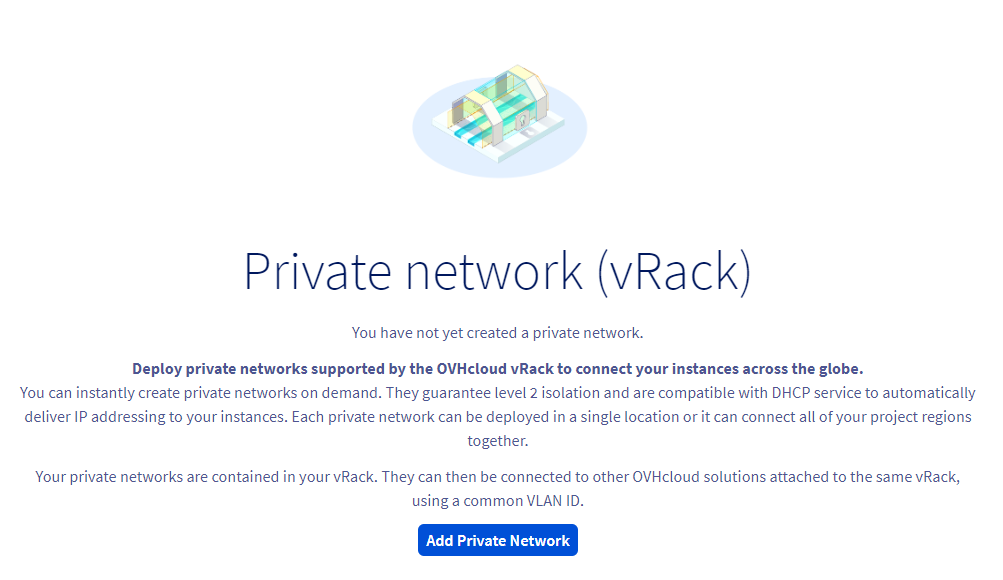 Private network (vRack)
You have not yet created a private network.
Deploy private networks supported by the OVHcloud vRack to connect your instances across the globe.
You can instantly create private networks on demand. They guarantee level 2 isolation and are compatible with DHCP service to automatically
deliver IP addressing to your instances. Each private network can be deployed in a single location or it can connect all of your project regions
together.
Your private networks are contained in your vRack. They can then be connected to other OVHcloud solutions attached to the same vRack,
using a common VLAN ID.
Add Private Network